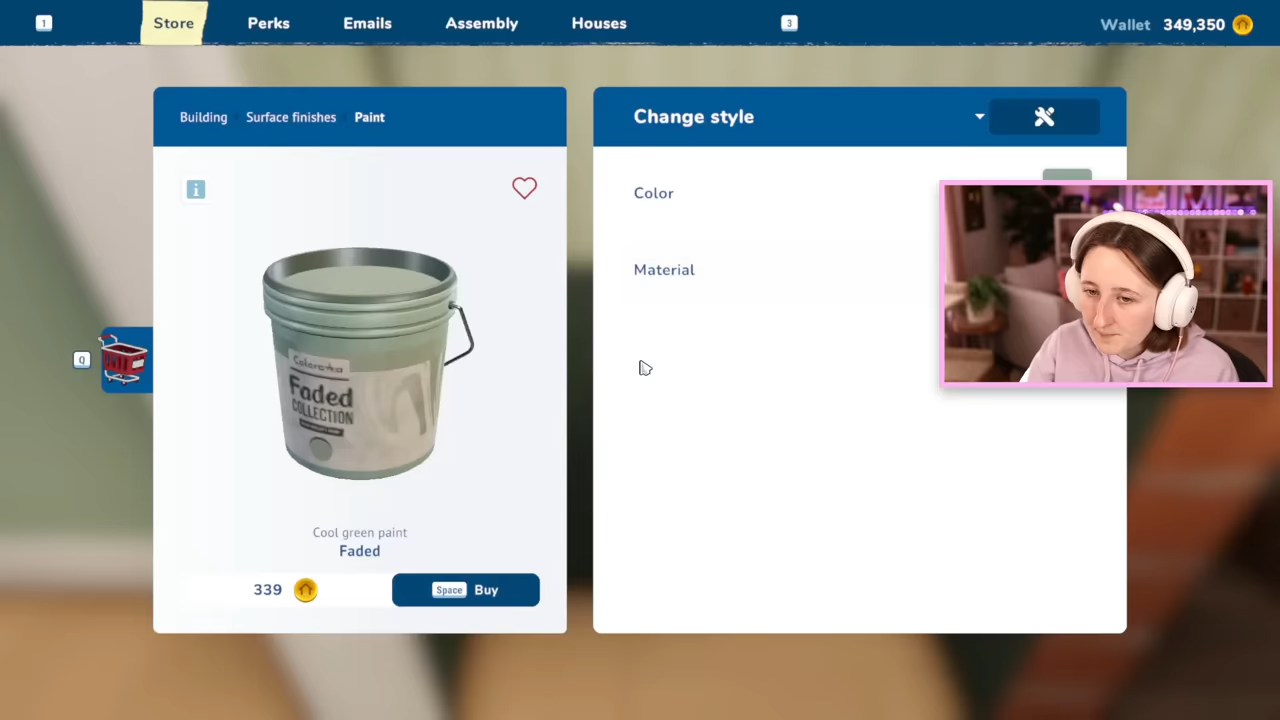 1
Store
Perks
Emails
Assembly
Houses
3
Wallet 349,350
Building
Surface finishes
Paint
Change style
i
Color
Material
Q
Colorama
Faded
COLLECTION
Cool green paint
Faded
339
Space Buy